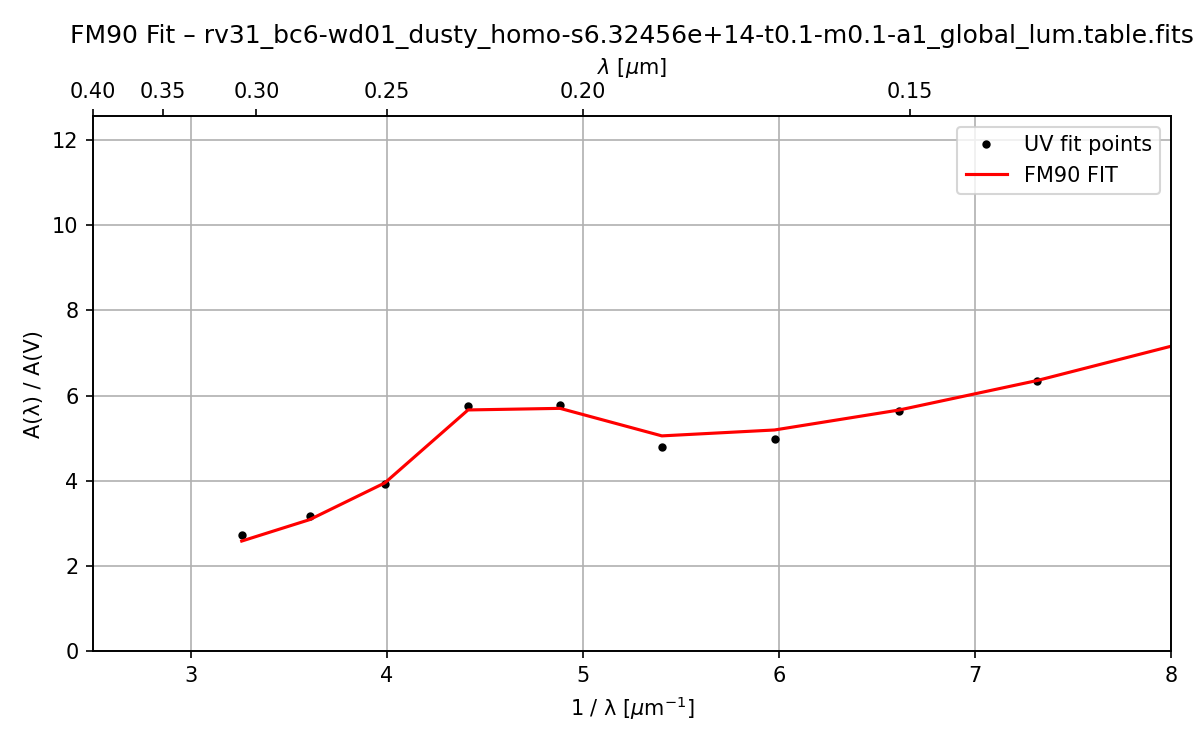 FM90 Fit – rv31_bc6-wd01_dusty_homo-s6.32456e+14-t0.1-m0.1-a1_global_lum.table.fits
λ [μm]
0.40 0.35 0.30 0.25 0.20 0.15
12
10
8
6
4
2
0
A(λ) / A(V)
UV fit points
FM90 FIT
3 4 5 6 7 8
1 / λ [μm⁻¹]